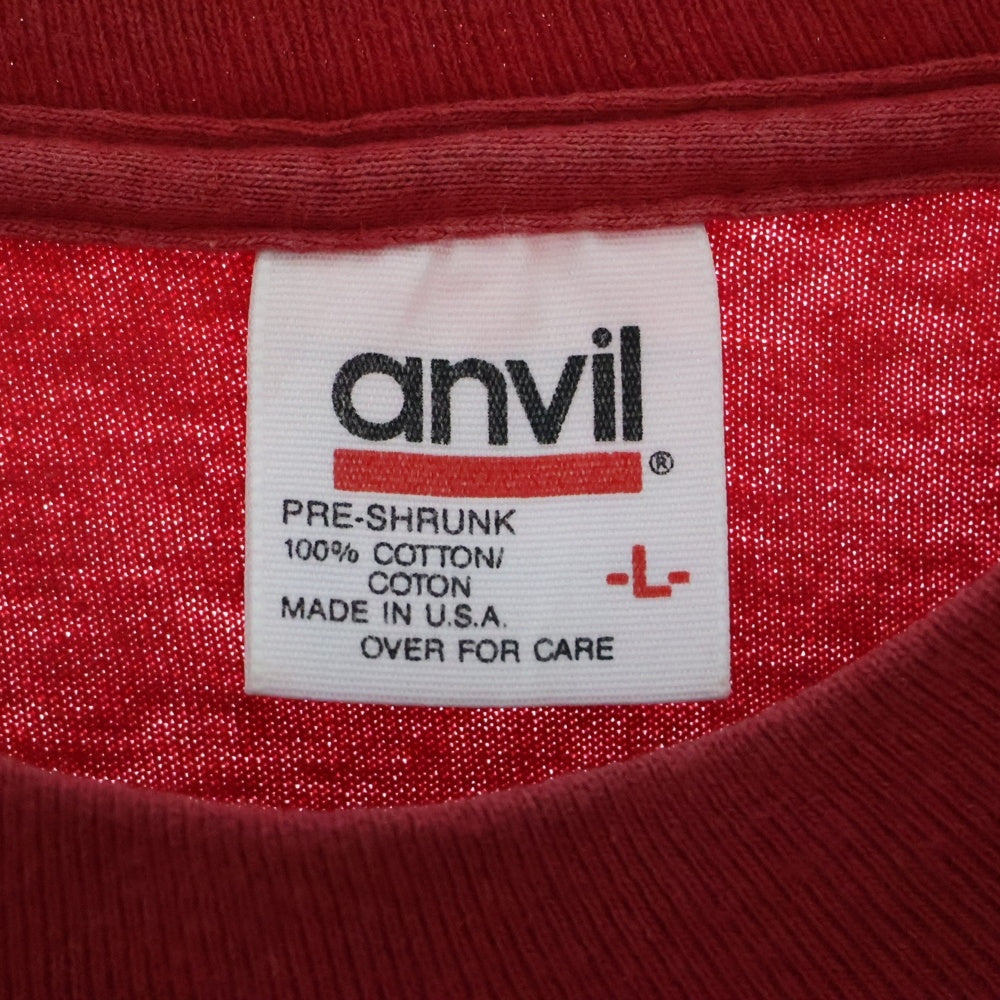 anvil
®
PRE-SHRUNK
100% COTTON/
COTON
-L-
MADE IN U.S.A.
OVER FOR CARE